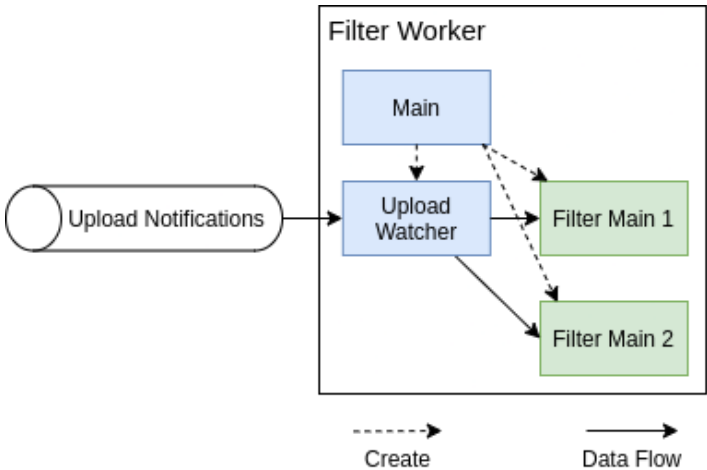 Filter Worker
Main
Upload Notifications
Upload
Watcher
Filter Main 1
Filter Main 2
Create
Data Flow